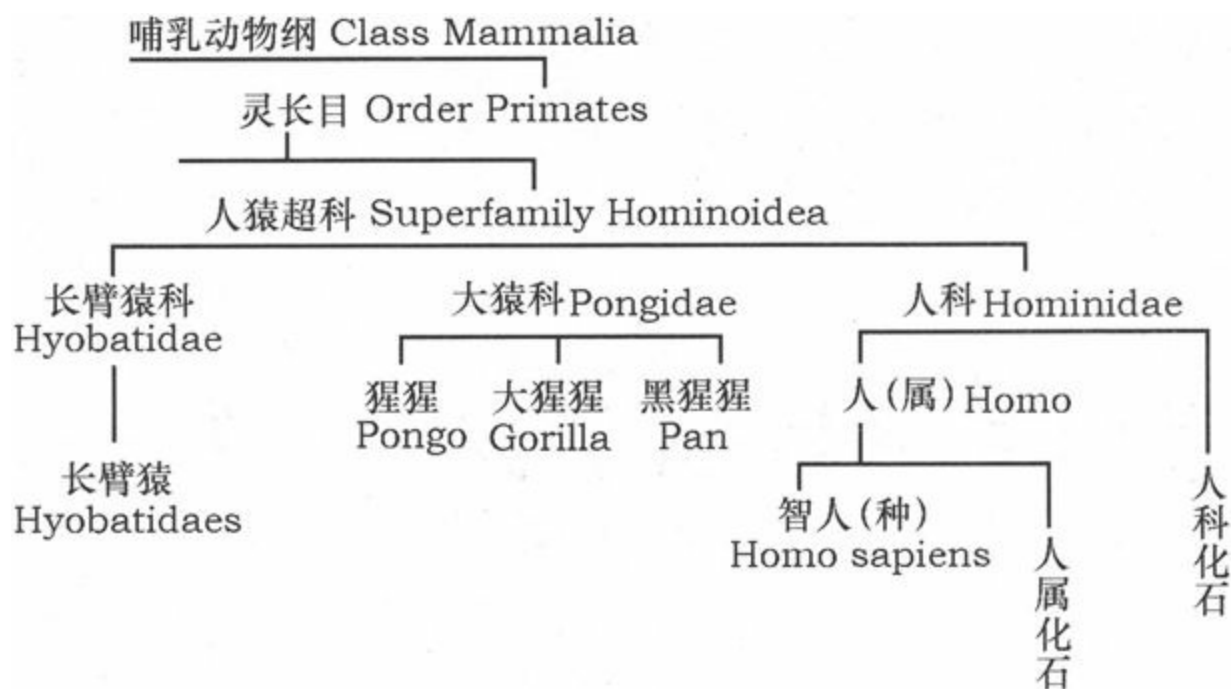 哺乳动物纲 Class Mammalia
灵长目 Order Primates
人猿超科 Superfamily Hominoidea
长臂猿科
Hyobatidae
大猿科 Pongidae
人科 Hominidae
猩猩
Pongo
大猩猩
Gorilla
黑猩猩
Pan
人(属) Homo
长臂猿
Hyobatidaes
智人(种)
Homo sapiens
人属化石
人科化石